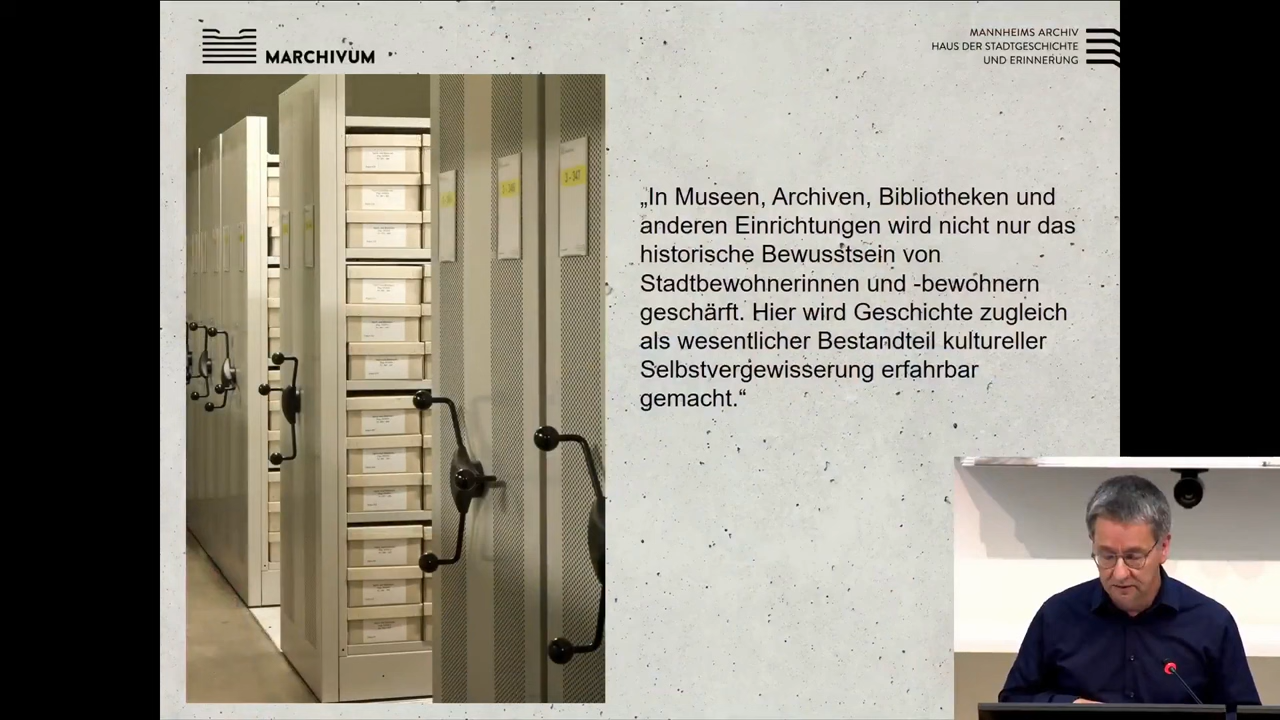 MARCHIVUM
MANNHEIMS ARCHIV
HAUS DER STADTGESCHICHTE
UND ERINNERUNG
„In Museen, Archiven, Bibliotheken und
anderen Einrichtungen wird nicht nur das
historische Bewusstsein von
Stadtbewohnerinnen und -bewohnern
geschärft. Hier wird Geschichte zugleich
als wesentlicher Bestandteil kultureller
Selbstvergewisserung erfahrbar
gemacht.“